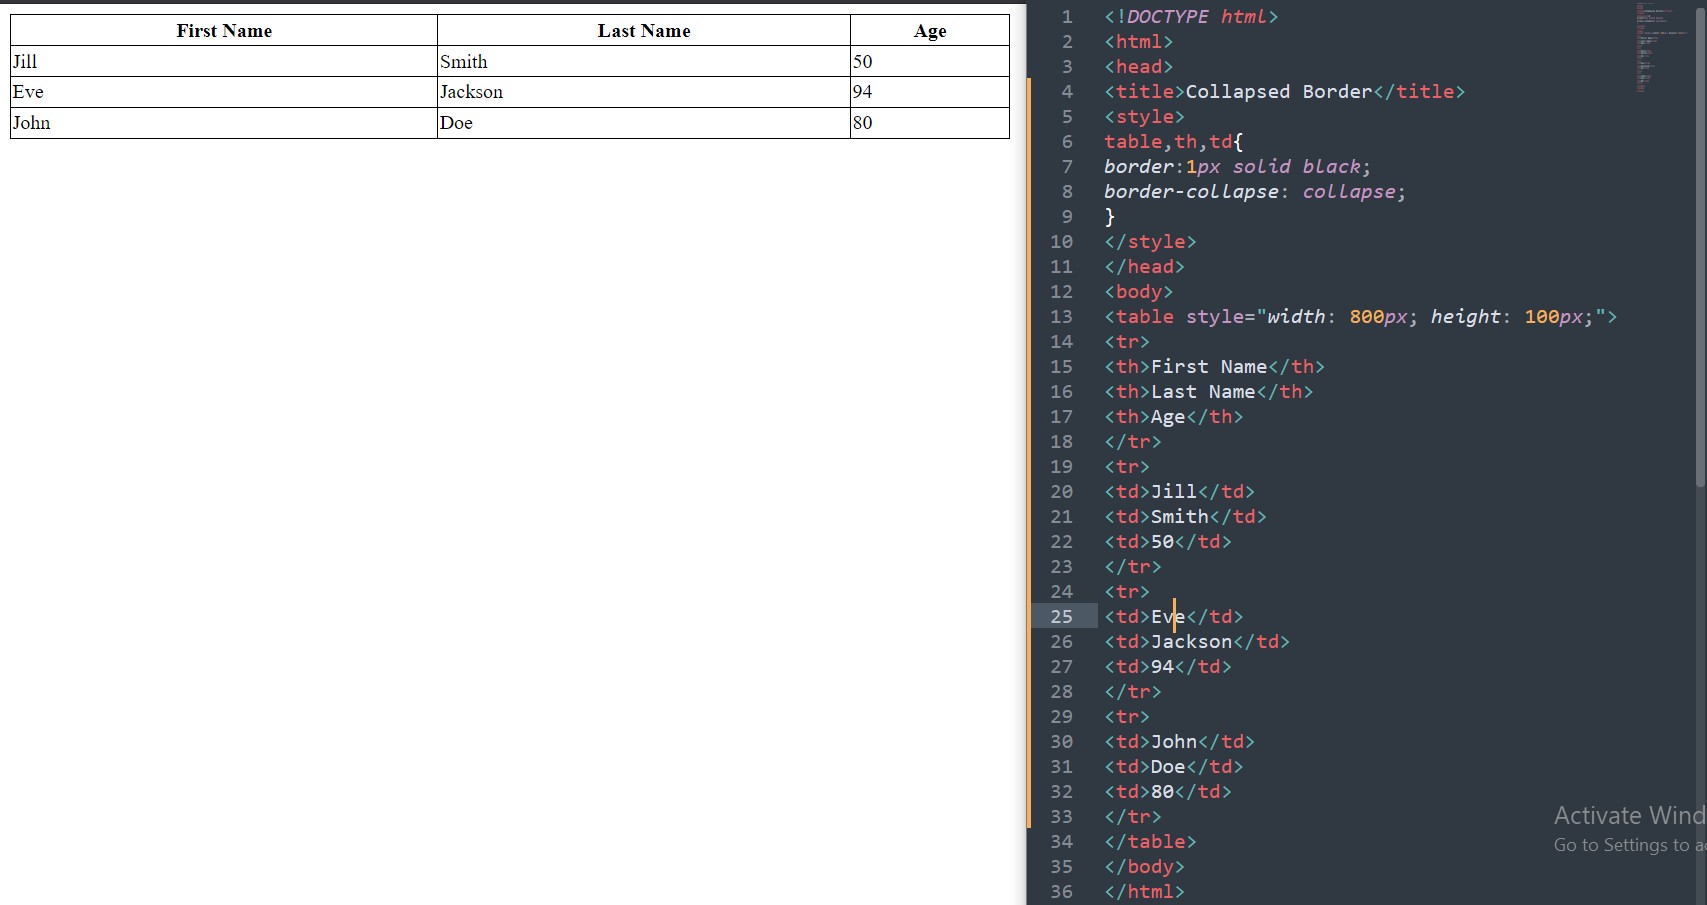 First Name Last Name Age
Jill Smith 50
Eve Jackson 94
John Doe 80
1 <!DOCTYPE html>
2 <html>
3 <head>
4 <title>Collapsed Border</title>
5 <style>
6 table,th,td{
7 border:1px solid black;
8 border-collapse: collapse;
9 }
10 </style>
11 </head>
12 <body>
13 <table style="width: 800px; height: 100px;">
14 <tr>
15 <th>First Name</th>
16 <th>Last Name</th>
17 <th>Age</th>
18 </tr>
19 <tr>
20 <td>Jill</td>
21 <td>Smith</td>
22 <td>50</td>
23 </tr>
24 <tr>
25 <td>Eve</td>
26 <td>Jackson</td>
27 <td>94</td>
28 </tr>
29 <tr>
30 <td>John</td>
31 <td>Doe</td>
32 <td>80</td>
33 </tr>
34 </table>
35 </body>
36 </html>
Activate Wind
Go to Settings to a